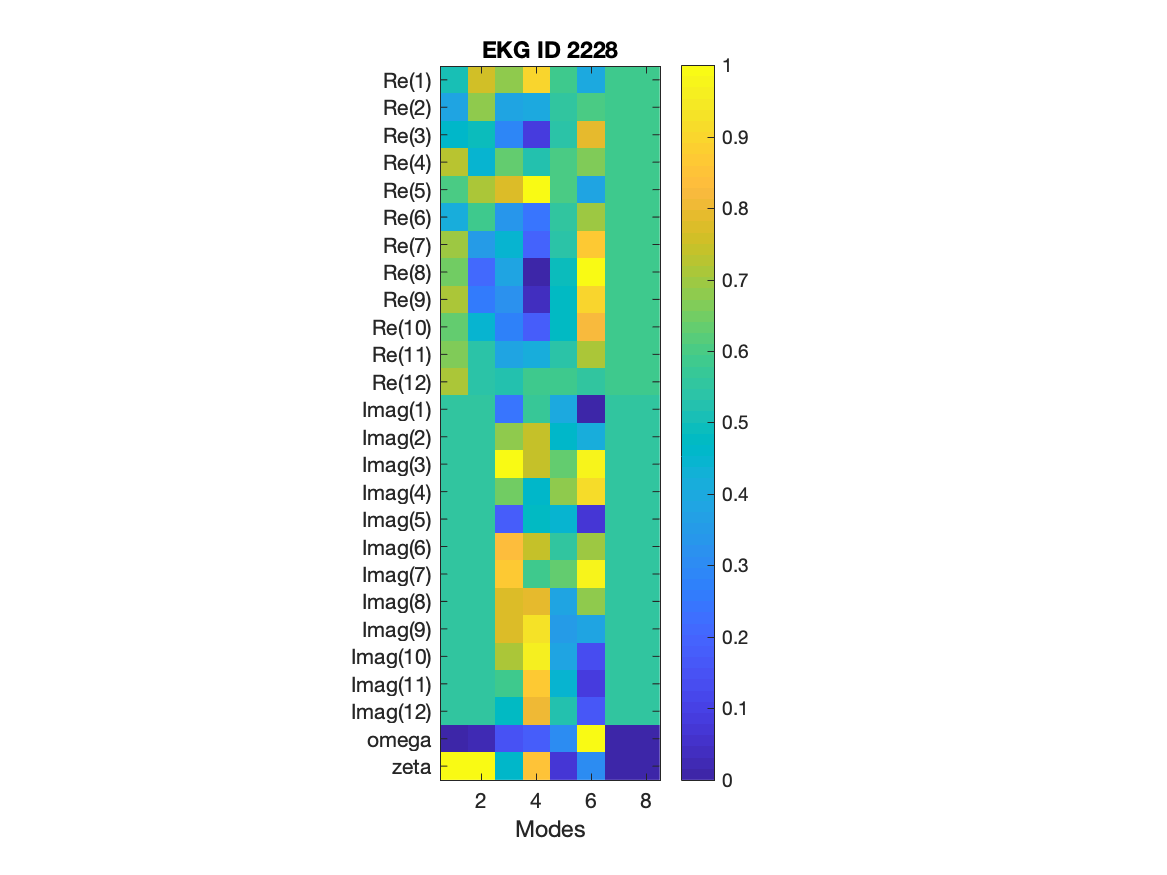 EKG ID 2228
Re(1)
Re(2)
Re(3)
Re(4)
Re(5)
Re(6)
Re(7)
Re(8)
Re(9)
Re(10)
Re(11)
Re(12)
Imag(1)
Imag(2)
Imag(3)
Imag(4)
Imag(5)
Imag(6)
Imag(7)
Imag(8)
Imag(9)
Imag(10)
Imag(11)
Imag(12)
omega
zeta
2 4 6 8
Modes
1
0.9
0.8
0.7
0.6
0.5
0.4
0.3
0.2
0.1
0